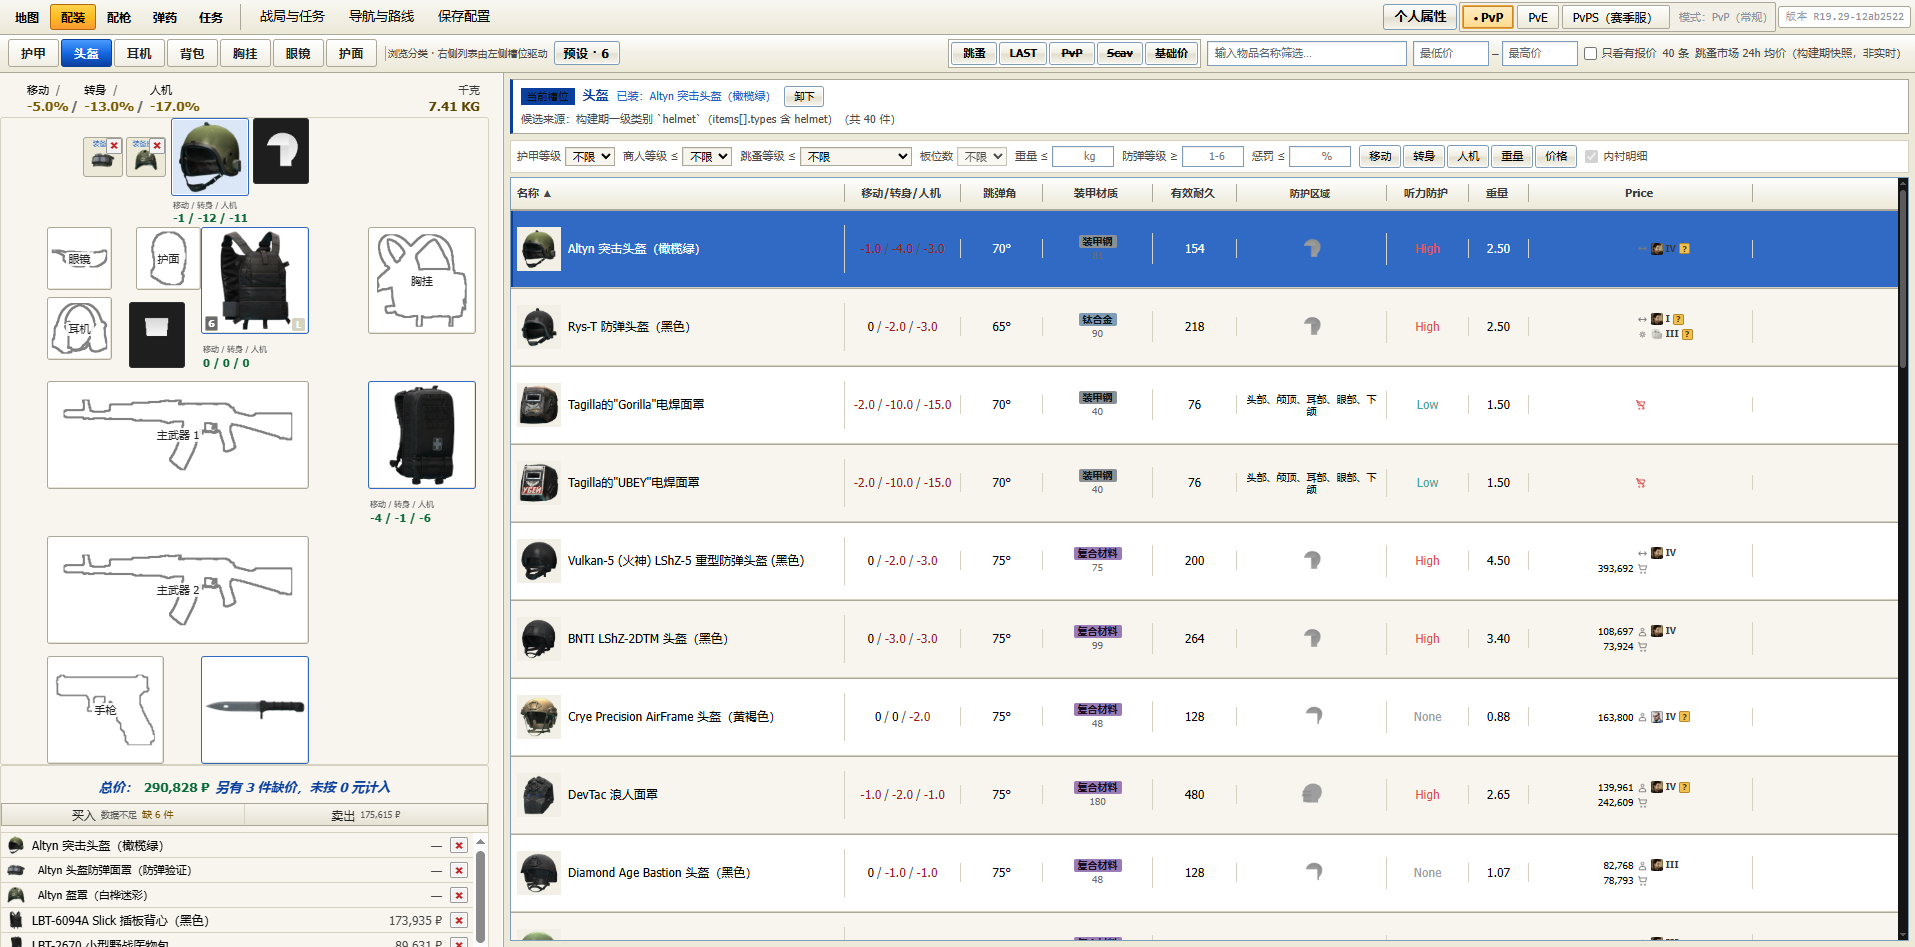 地图 配装 配枪 弹药 任务 战局与任务 导航与路线 保存配置 个人属性 • PvP PvE PvPS（赛季服） 模式：PvP（常规） 版本 R19.29-12ab2522
护甲 头盔 耳机 背包 胸挂 眼镜 护面 浏览分类 · 右侧列表由左侧槽位驱动 预设 · 6 跳蚤 LAST PvP Scav 基础价 输入物品名称筛选... 最低价 – 最高价 只看有报价 40 条 跳蚤市场 24h 均价（构建期快照，非实时）
移动 / 转身 / 人机 千克
-5.0% / -13.0% / -17.0% 7.41 KG
移动 / 转身 / 人机
-1 / -12 / -11
眼镜 护面 胸挂
耳机 6 L
移动 / 转身 / 人机
0 / 0 / 0
主武器 1
移动 / 转身 / 人机
-4 / -1 / -6
主武器 2
手枪
总价： 290,828 ₽ 另有 3 件缺价，未按 0 元计入
买入 数据不足 缺 6 件 卖出 175,615 ₽
Altyn 突击头盔（橄榄绿） —
Altyn 头盔防弹面罩（防弹验证） —
Altyn 盔罩（白桦迷彩） —
LBT-6094A Slick 插板背心（黑色） 173,935 ₽
LBT-2670 小型野战医物包 89,631 ₽
当前槽位 头盔 已装：Altyn 突击头盔（橄榄绿） 卸下
候选来源：构建期一级类别 `helmet`（items[].types 含 helmet）（共 40 件）
护甲等级 不限 商人等级 ≤ 不限 跳蚤等级 ≤ 不限 板位数 不限 重量 ≤ kg 防弹等级 ≥ 1-6 惩罚 ≤ % 移动 转身 人机 重量 价格 内衬明细
名称 ▲ 移动/转身/人机 跳弹角 装甲材质 有效耐久 防护区域 听力防护 重量 Price
Altyn 突击头盔（橄榄绿） -1.0 / -4.0 / -3.0 70° 装甲钢 154 High 2.50 IV ?
Rys-T 防弹头盔（黑色） 0 / -2.0 / -3.0 65° 钛合金 90 218 High 2.50 I ? III ?
Tagilla的"Gorilla"电焊面罩 -2.0 / -10.0 / -15.0 70° 装甲钢 40 76 头部、颅顶、耳部、眼部、下颌 Low 1.50
Tagilla的"UBEY"电焊面罩 -2.0 / -10.0 / -15.0 70° 装甲钢 40 76 头部、颅顶、耳部、眼部、下颌 Low 1.50
Vulkan-5 (火神) LShZ-5 重型防弹头盔 (黑色) 0 / -2.0 / -3.0 75° 复合材料 75 200 High 4.50 IV 393,692
BNTI LShZ-2DTM 头盔（黑色） 0 / -3.0 / -3.0 75° 复合材料 99 264 High 3.40 108,697 IV 73,924
Crye Precision AirFrame 头盔（黄褐色） 0 / 0 / -2.0 75° 复合材料 48 128 None 0.88 163,800 IV ?
DevTac 浪人面罩 -1.0 / -2.0 / -1.0 75° 复合材料 180 480 High 2.65 139,961 IV ? 242,609
Diamond Age Bastion 头盔（黑色） 0 / -1.0 / -1.0 75° 复合材料 48 128 None 1.07 82,768 III 78,793